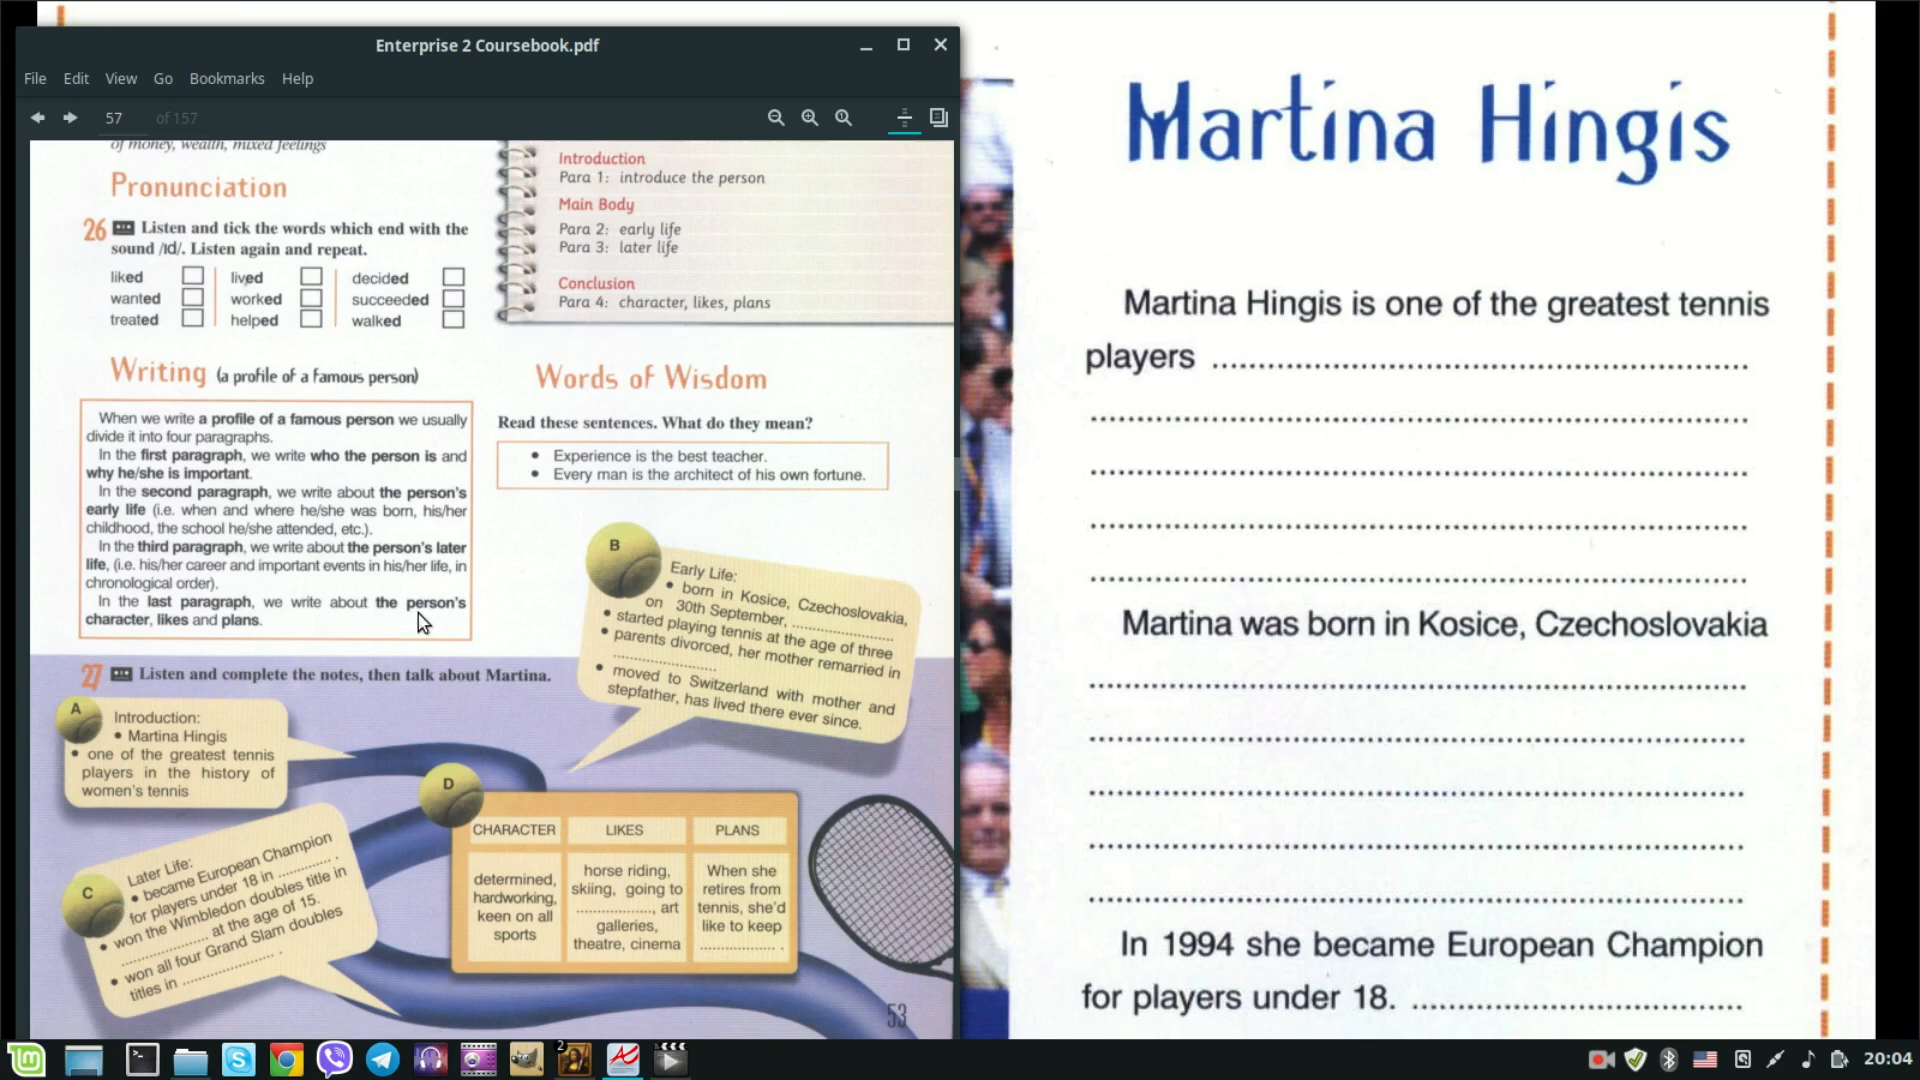 Enterprise 2 Coursebook.pdf
File Edit View Go Bookmarks Help
57 of 157
of money, wealth, mixed feelings
Pronunciation
26 Listen and tick the words which end with the
sound /ɪd/. Listen again and repeat.
liked lived decided
wanted worked succeeded
treated helped walked
Writing (a profile of a famous person)
When we write a profile of a famous person we usually
divide it into four paragraphs.
In the first paragraph, we write who the person is and
why he/she is important.
In the second paragraph, we write about the person's
early life (i.e. when and where he/she was born, his/her
childhood, the school he/she attended, etc.).
In the third paragraph, we write about the person's later
life, (i.e. his/her career and important events in his/her life, in
chronological order).
In the last paragraph, we write about the person's
character, likes and plans.
Introduction
Para 1: introduce the person
Main Body
Para 2: early life
Para 3: later life
Conclusion
Para 4: character, likes, plans
Words of Wisdom
Read these sentences. What do they mean?
• Experience is the best teacher.
• Every man is the architect of his own fortune.
27 Listen and complete the notes, then talk about Martina.
A
Introduction:
• Martina Hingis
• one of the greatest tennis
players in the history of
women's tennis
B
Early Life:
• born in Kosice, Czechoslovakia,
on 30th September, ....................
• started playing tennis at the age of three
• parents divorced, her mother remarried in
....................
• moved to Switzerland with mother and
stepfather, has lived there ever since.
C
Later Life:
• became European Champion
for players under 18 in ............ .
• won the Wimbledon doubles title in
.................... at the age of 15.
• won all four Grand Slam doubles
titles in .................... .
D
CHARACTER LIKES PLANS
determined,
hardworking,
keen on all
sports
horse riding,
skiing, going to
..................., art
galleries,
theatre, cinema
When she
retires from
tennis, she'd
like to keep
................... .
53
Martina Hingis
Martina Hingis is one of the greatest tennis
players ............................................................
............................................................
............................................................
............................................................
............................................................
Martina was born in Kosice, Czechoslovakia
............................................................
............................................................
............................................................
............................................................
............................................................
In 1994 she became European Champion
for players under 18. ........................................
2
20:04